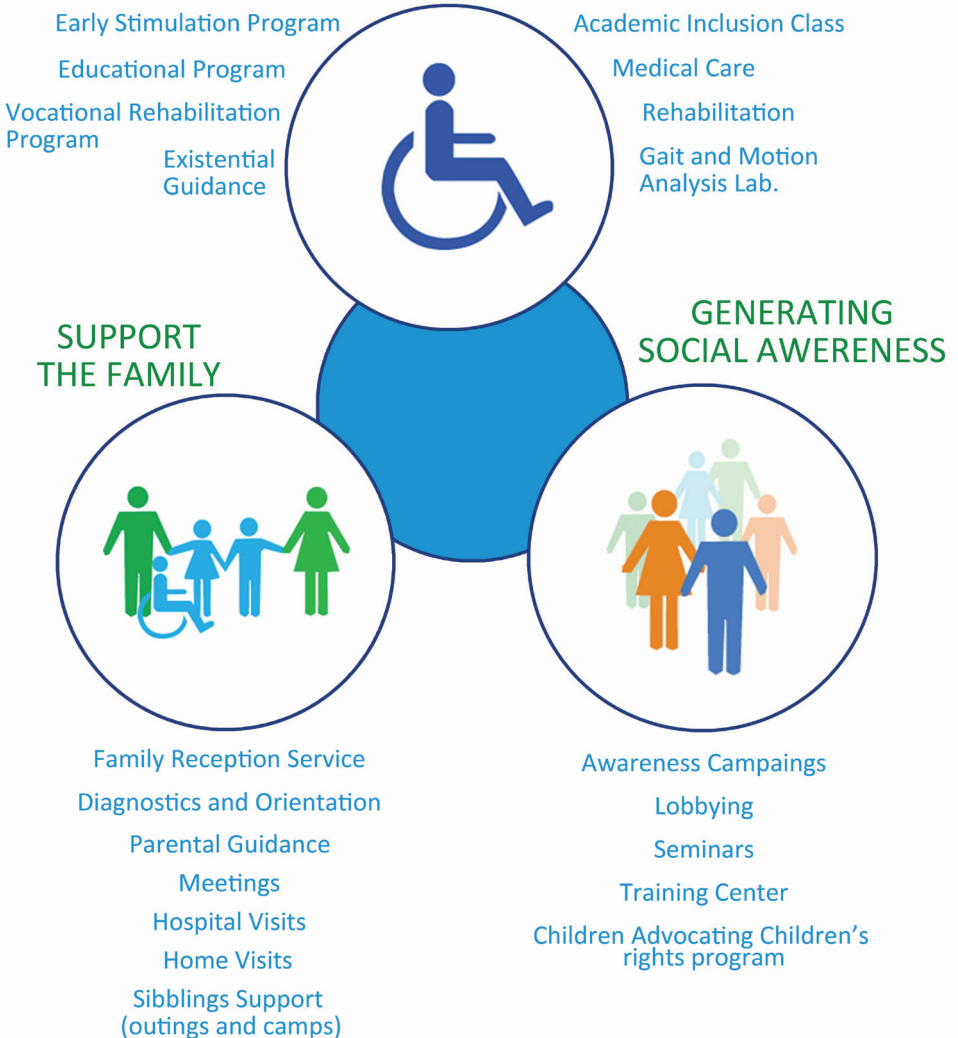 Early Stimulation Program
Educational Program
Vocational Rehabilitation
Program
Existential
Guidance
Academic Inclusion Class
Medical Care
Rehabilitation
Gait and Motion
Analysis Lab.
SUPPORT
THE FAMILY
GENERATING
SOCIAL AWERENESS
Family Reception Service
Diagnostics and Orientation
Parental Guidance
Meetings
Hospital Visits
Home Visits
Sibblings Support
(outings and camps)
Awareness Campaings
Lobbying
Seminars
Training Center
Children Advocating Children’s
rights program